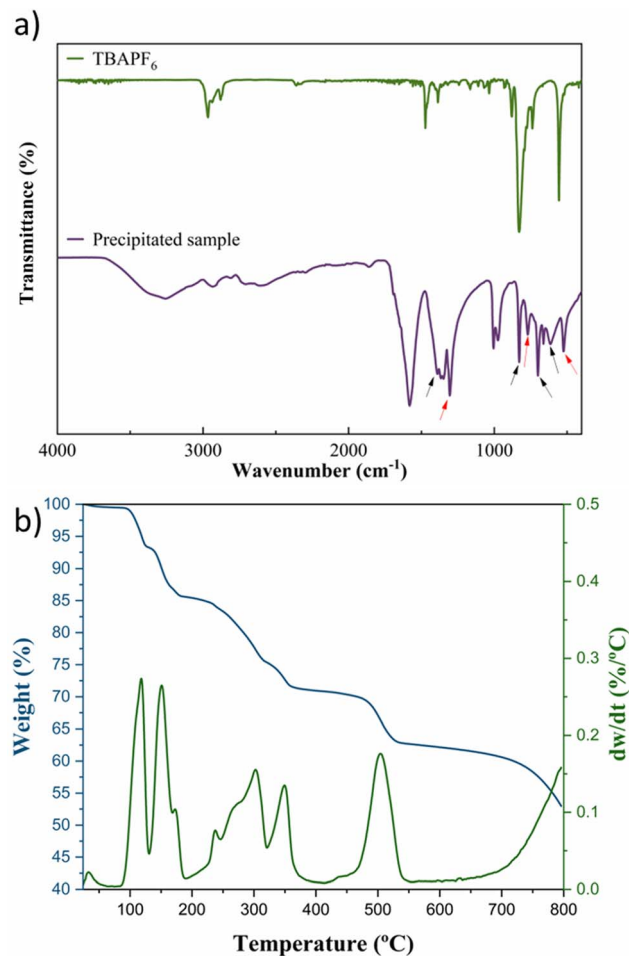 a)
TBAPF₆
Precipitated sample
Transmittance (%)
4000 3000 2000 1000
Wavenumber (cm⁻¹)
b)
100
95
90
85
80
75
70
65
60
55
50
45
40
Weight (%)
0.5
0.4
0.3
0.2
0.1
0.0
dw/dt (%/ºC)
100 200 300 400 500 600 700 800
Temperature (ºC)